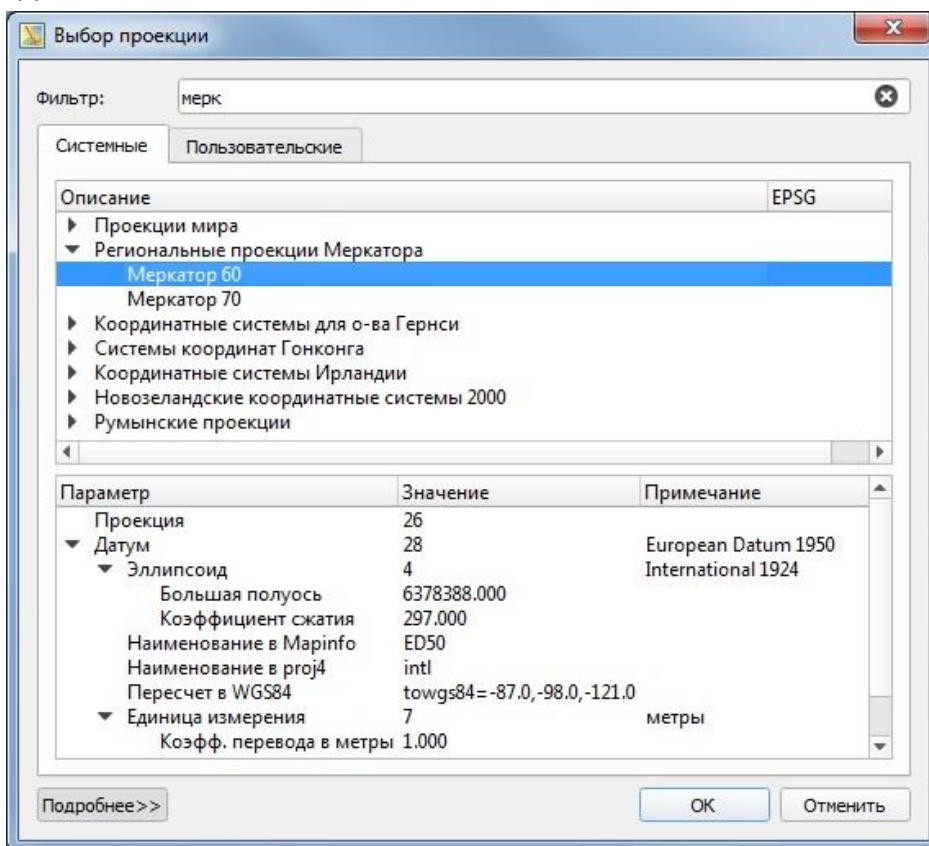 Выбор проекции
Фильтр: мерк
Системные Пользовательские
Описание EPSG
Проекции мира
Региональные проекции Меркатора
Меркатор 60
Меркатор 70
Координатные системы для о-ва Гернси
Системы координат Гонконга
Координатные системы Ирландии
Новозеландские координатные системы 2000
Румынские проекции
Параметр Значение Примечание
Проекция 26
Датум 28 European Datum 1950
Эллипсоид 4 International 1924
Большая полуось 6378388.000
Коэффициент сжатия 297.000
Наименование в Mapinfo ED50
Наименование в proj4 intl
Пересчет в WGS84 towgs84=-87.0,-98.0,-121.0
Единица измерения 7 метры
Коэфф. перевода в метры 1.000
Подробнее>> OK Отменить